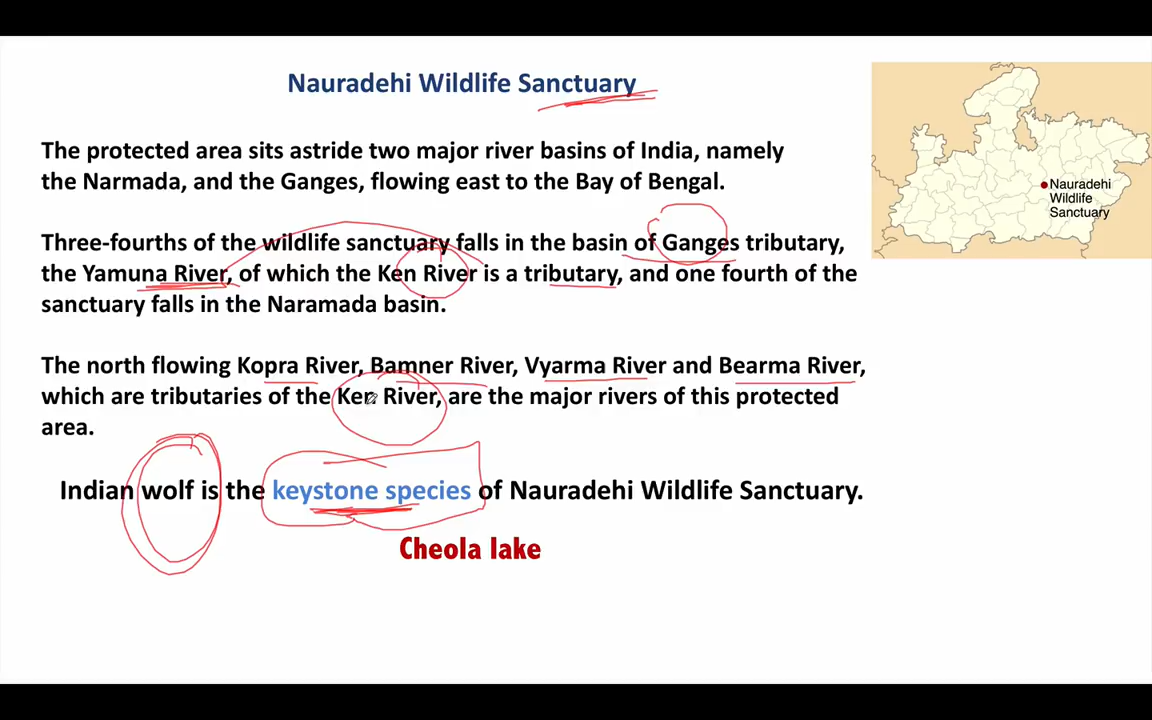 Nauradehi Wildlife Sanctuary
The protected area sits astride two major river basins of India, namely
the Narmada, and the Ganges, flowing east to the Bay of Bengal.
Nauradehi
Wildlife
Sanctuary
Three-fourths of the wildlife sanctuary falls in the basin of Ganges tributary,
the Yamuna River, of which the Ken River is a tributary, and one fourth of the
sanctuary falls in the Naramada basin.
The north flowing Kopra River, Bamner River, Vyarma River and Bearma River,
which are tributaries of the Ken River, are the major rivers of this protected
area.
Indian wolf is the keystone species of Nauradehi Wildlife Sanctuary.
Cheola lake